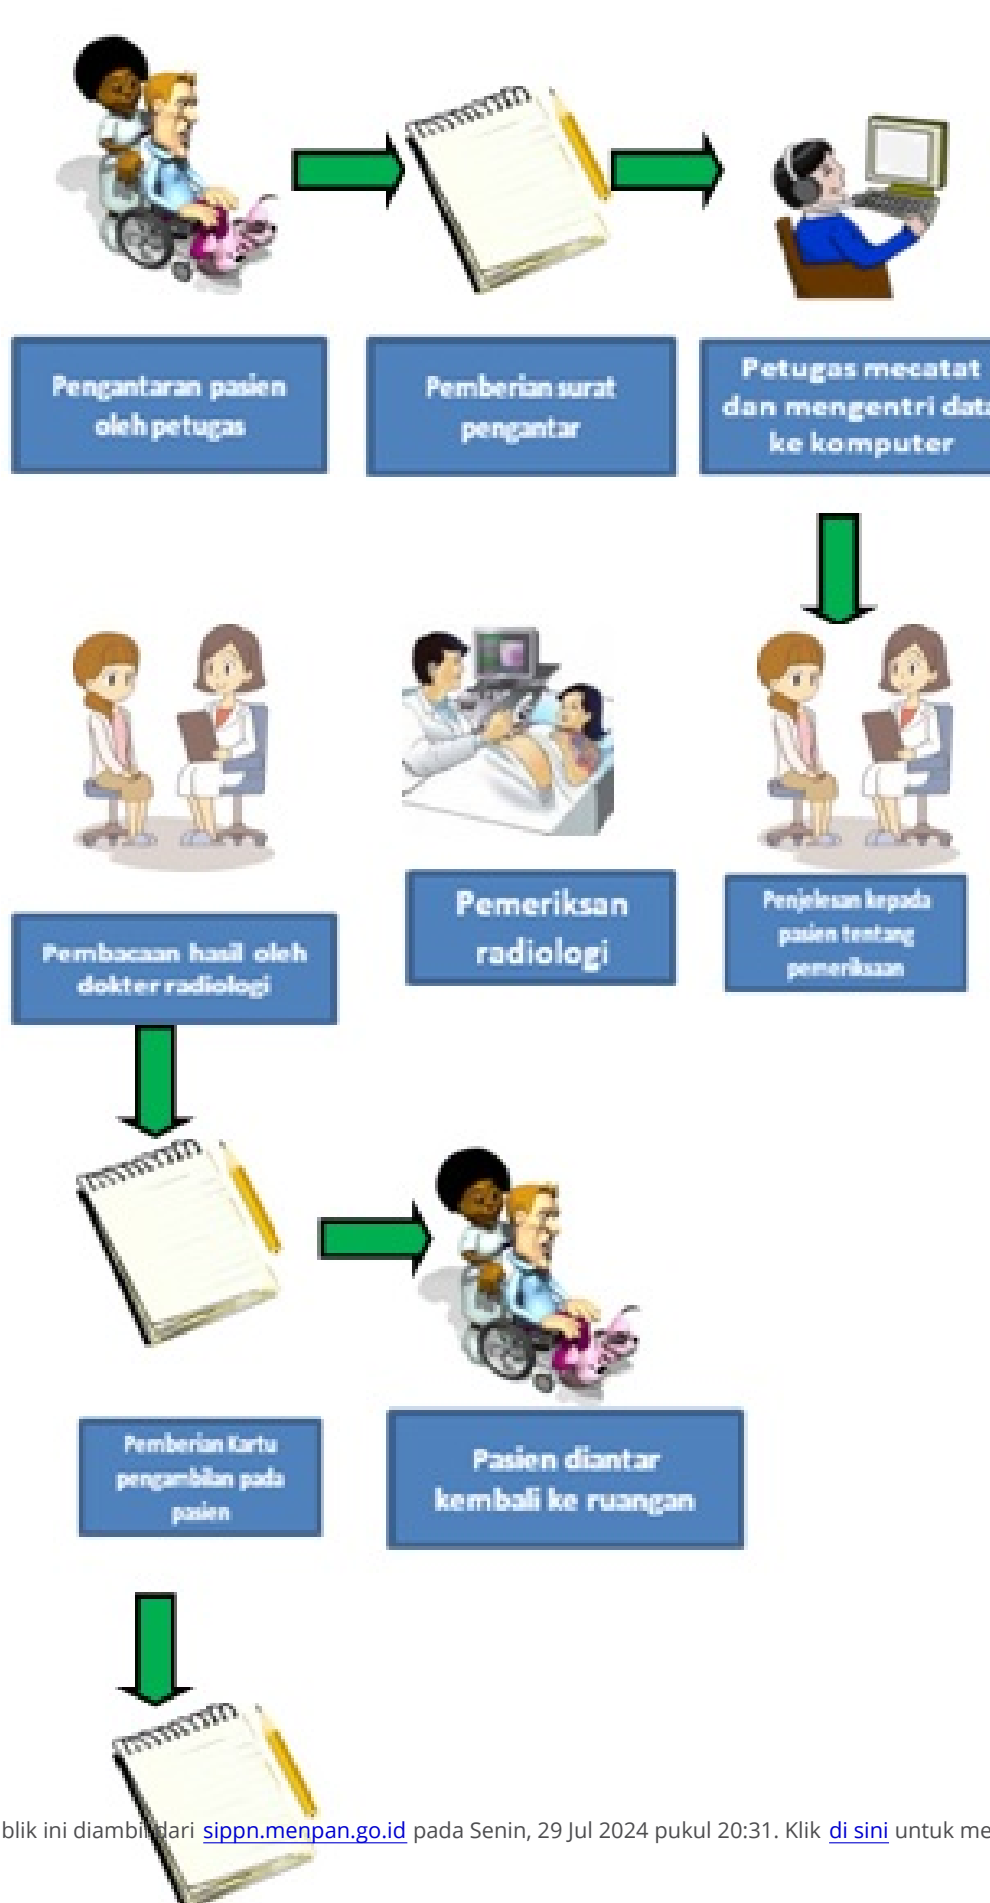 Pengantaran pasien
oleh petugas
Pemberian surat
pengantar
Petugas mecatat
dan mengentri data
ke komputer
Pembacaan hasil oleh
dokter radiologi
Pemeriksan
radiologi
Penjelesan kepada
pasien tentang
pemeriksaan
Pemberian Kartu
pengambilan pada
pasien
Pasien diantar
kembali ke ruangan
blik ini diambil dari sippn.menpan.go.id pada Senin, 29 Jul 2024 pukul 20:31. Klik di sini untuk me